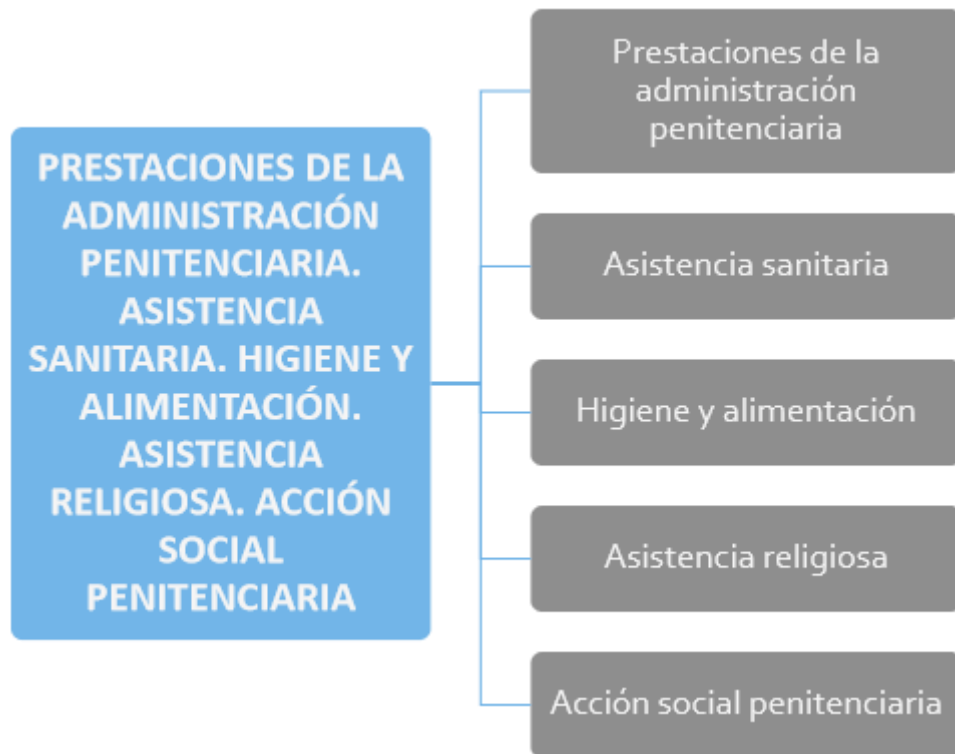 PRESTACIONES DE LA
ADMINISTRACIÓN
PENITENCIARIA.
ASISTENCIA
SANITARIA. HIGIENE Y
ALIMENTACIÓN.
ASISTENCIA
RELIGIOSA. ACCIÓN
SOCIAL
PENITENCIARIA
Prestaciones de la
administración
penitenciaria
Asistencia sanitaria
Higiene y alimentación
Asistencia religiosa
Acción social penitenciaria